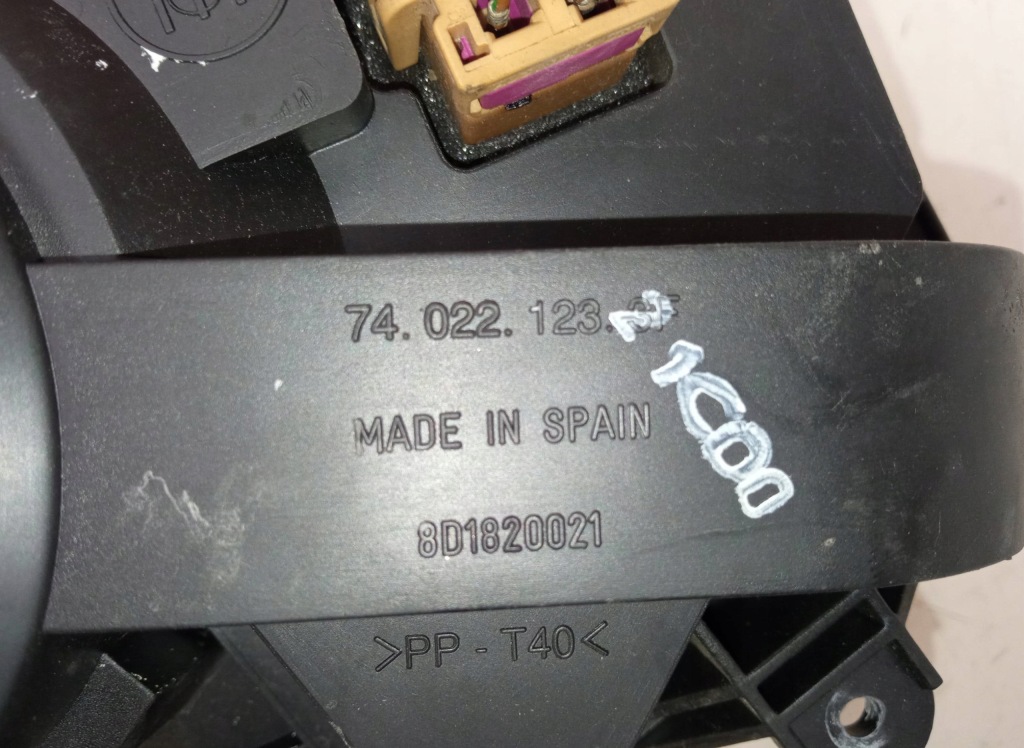 74.022.123.
MADE IN SPAIN
8D1820021
>PP-T40<